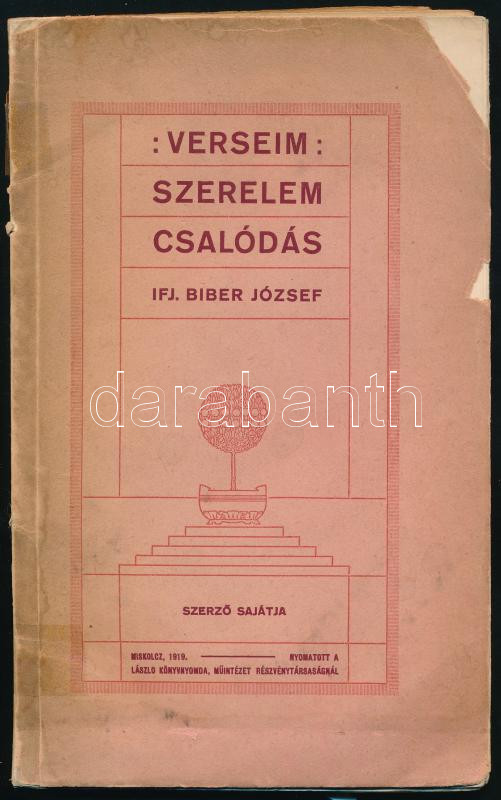 : VERSEIM :
SZERELEM
CSALÓDÁS
IFJ. BIBER JÓZSEF
darabanth
SZERZŐ SAJÁTJA
MISKOLCZ, 1919. NYOMATOTT A
LÁSZLÓ KÖNYVNYOMDA, MŰINTÉZET RÉSZVÉNYTÁRSASÁGNÁL